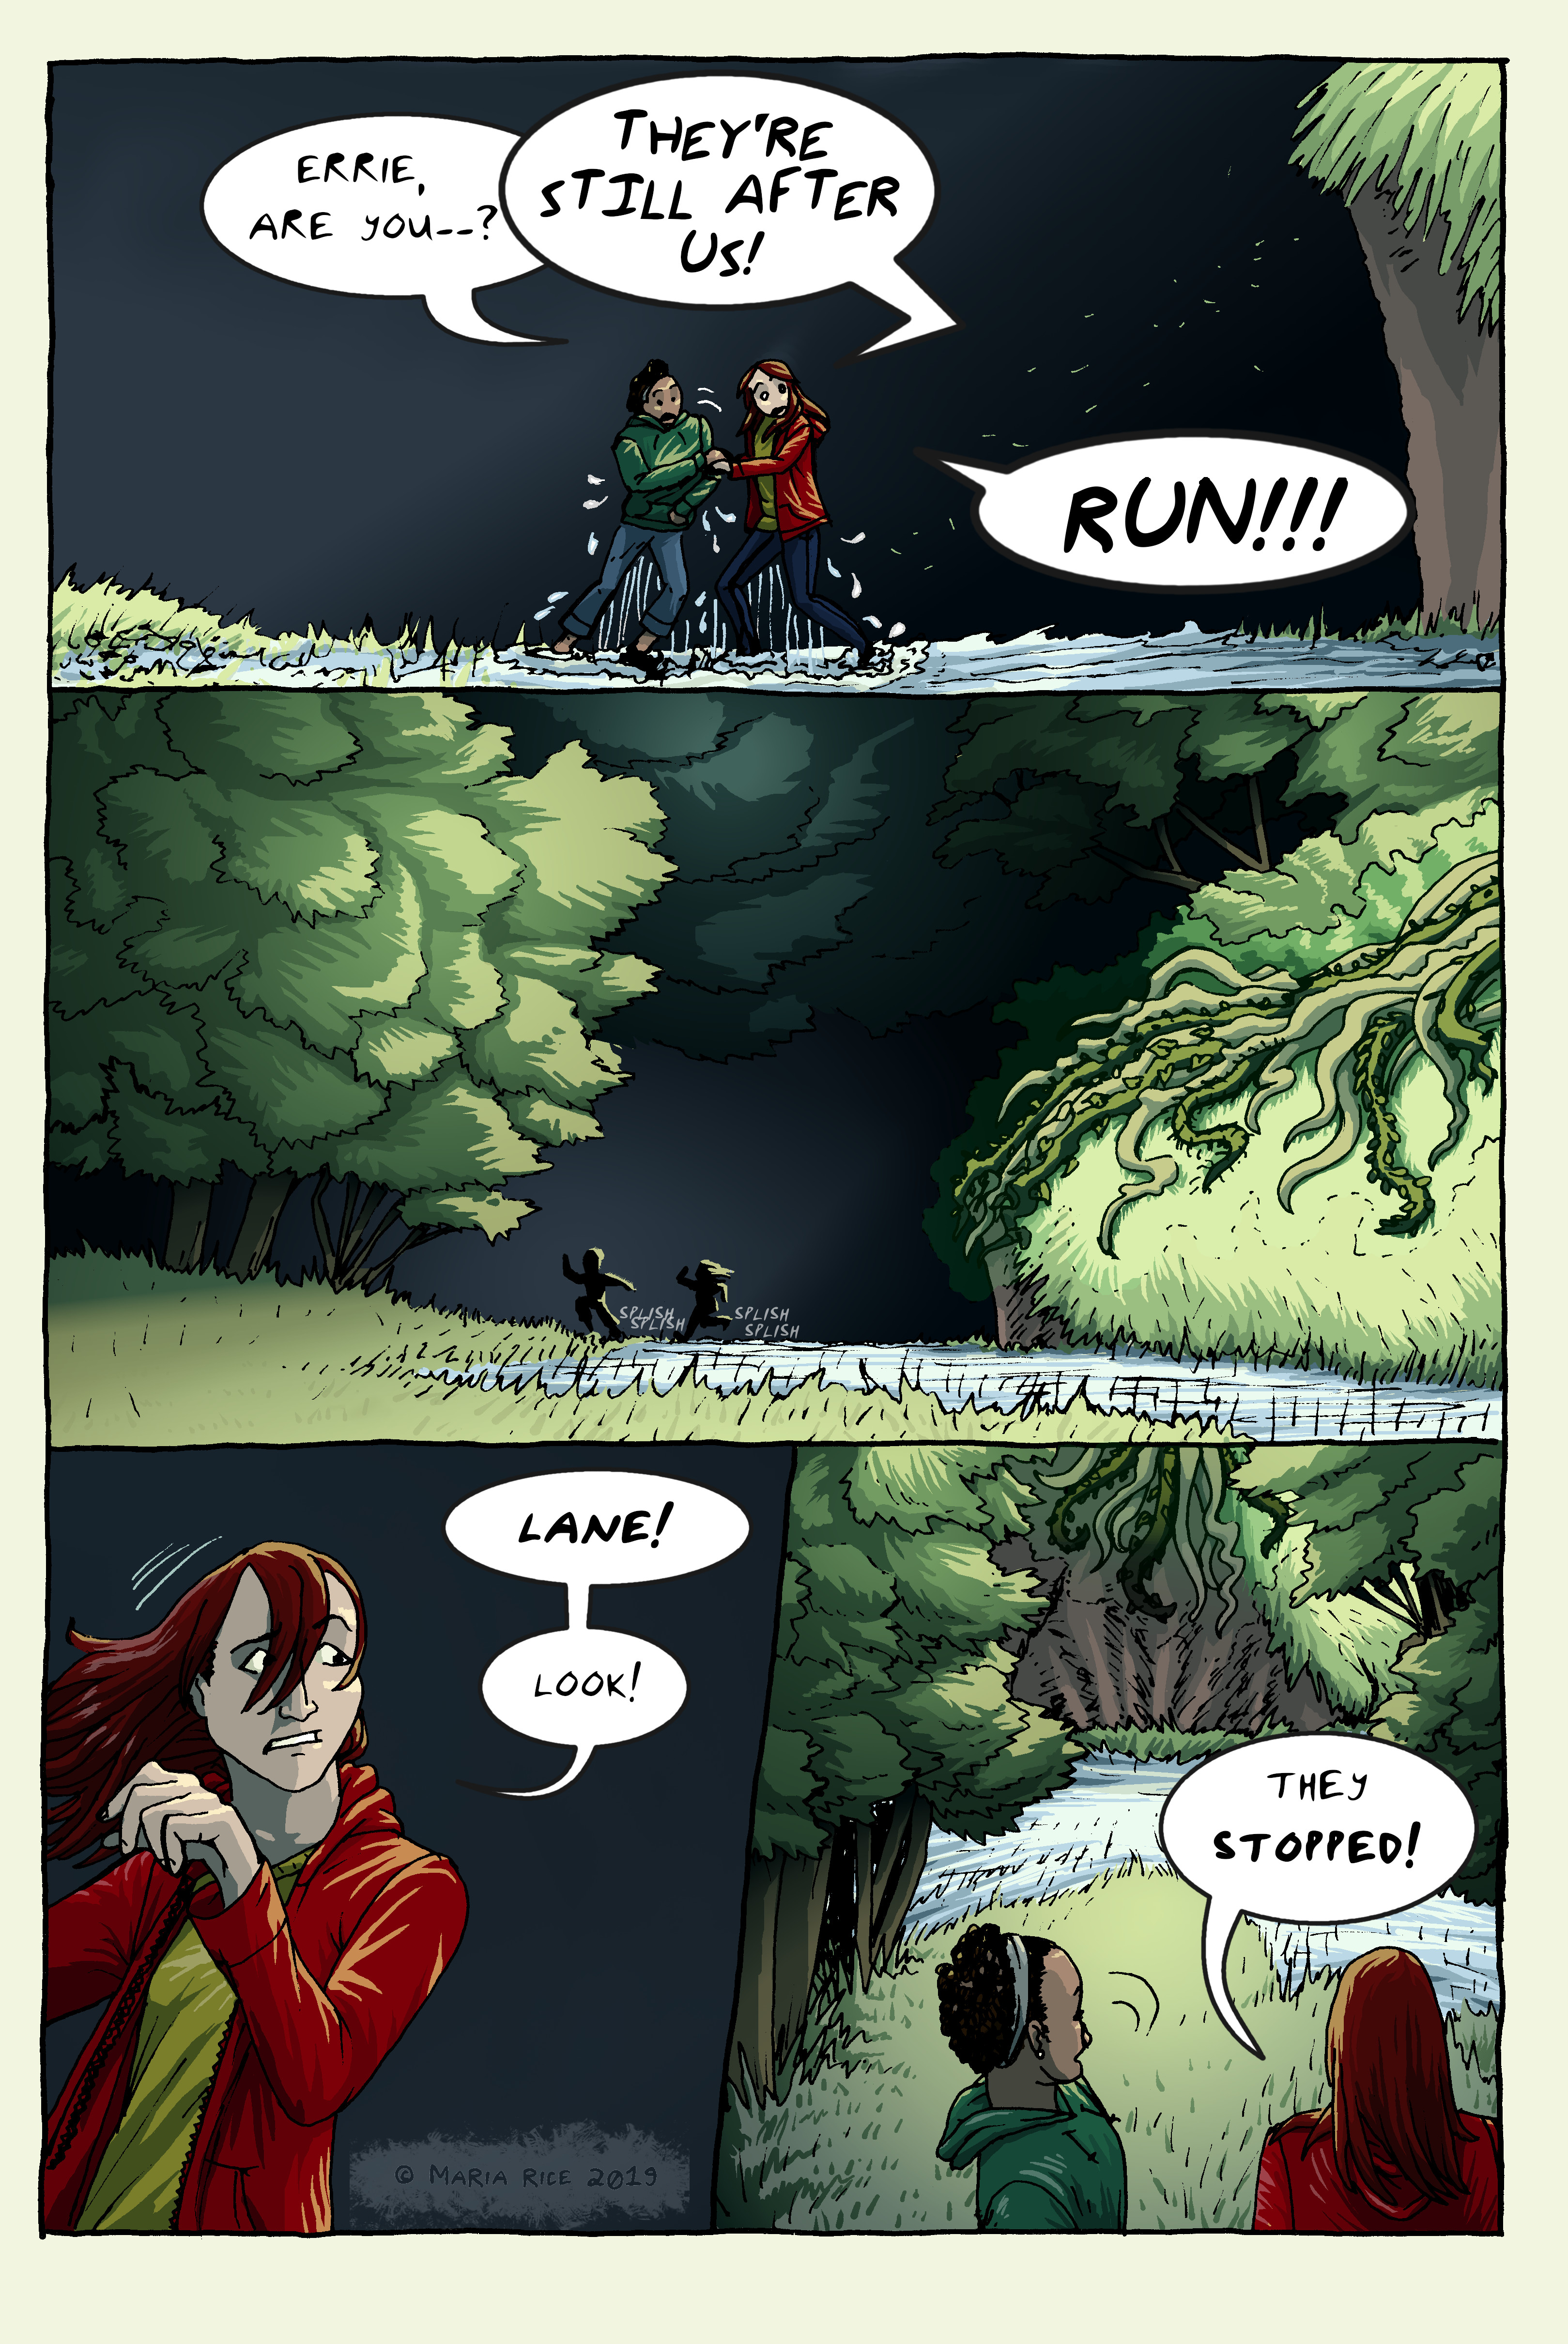 ERRIE,
ARE YOU--?
THEY'RE
STILL AFTER
US!
RUN!!!
SPLISH
SPLISH
SPLISH
SPLISH
LANE!
LOOK!
© MARIA RICE 2019
THEY
STOPPED!